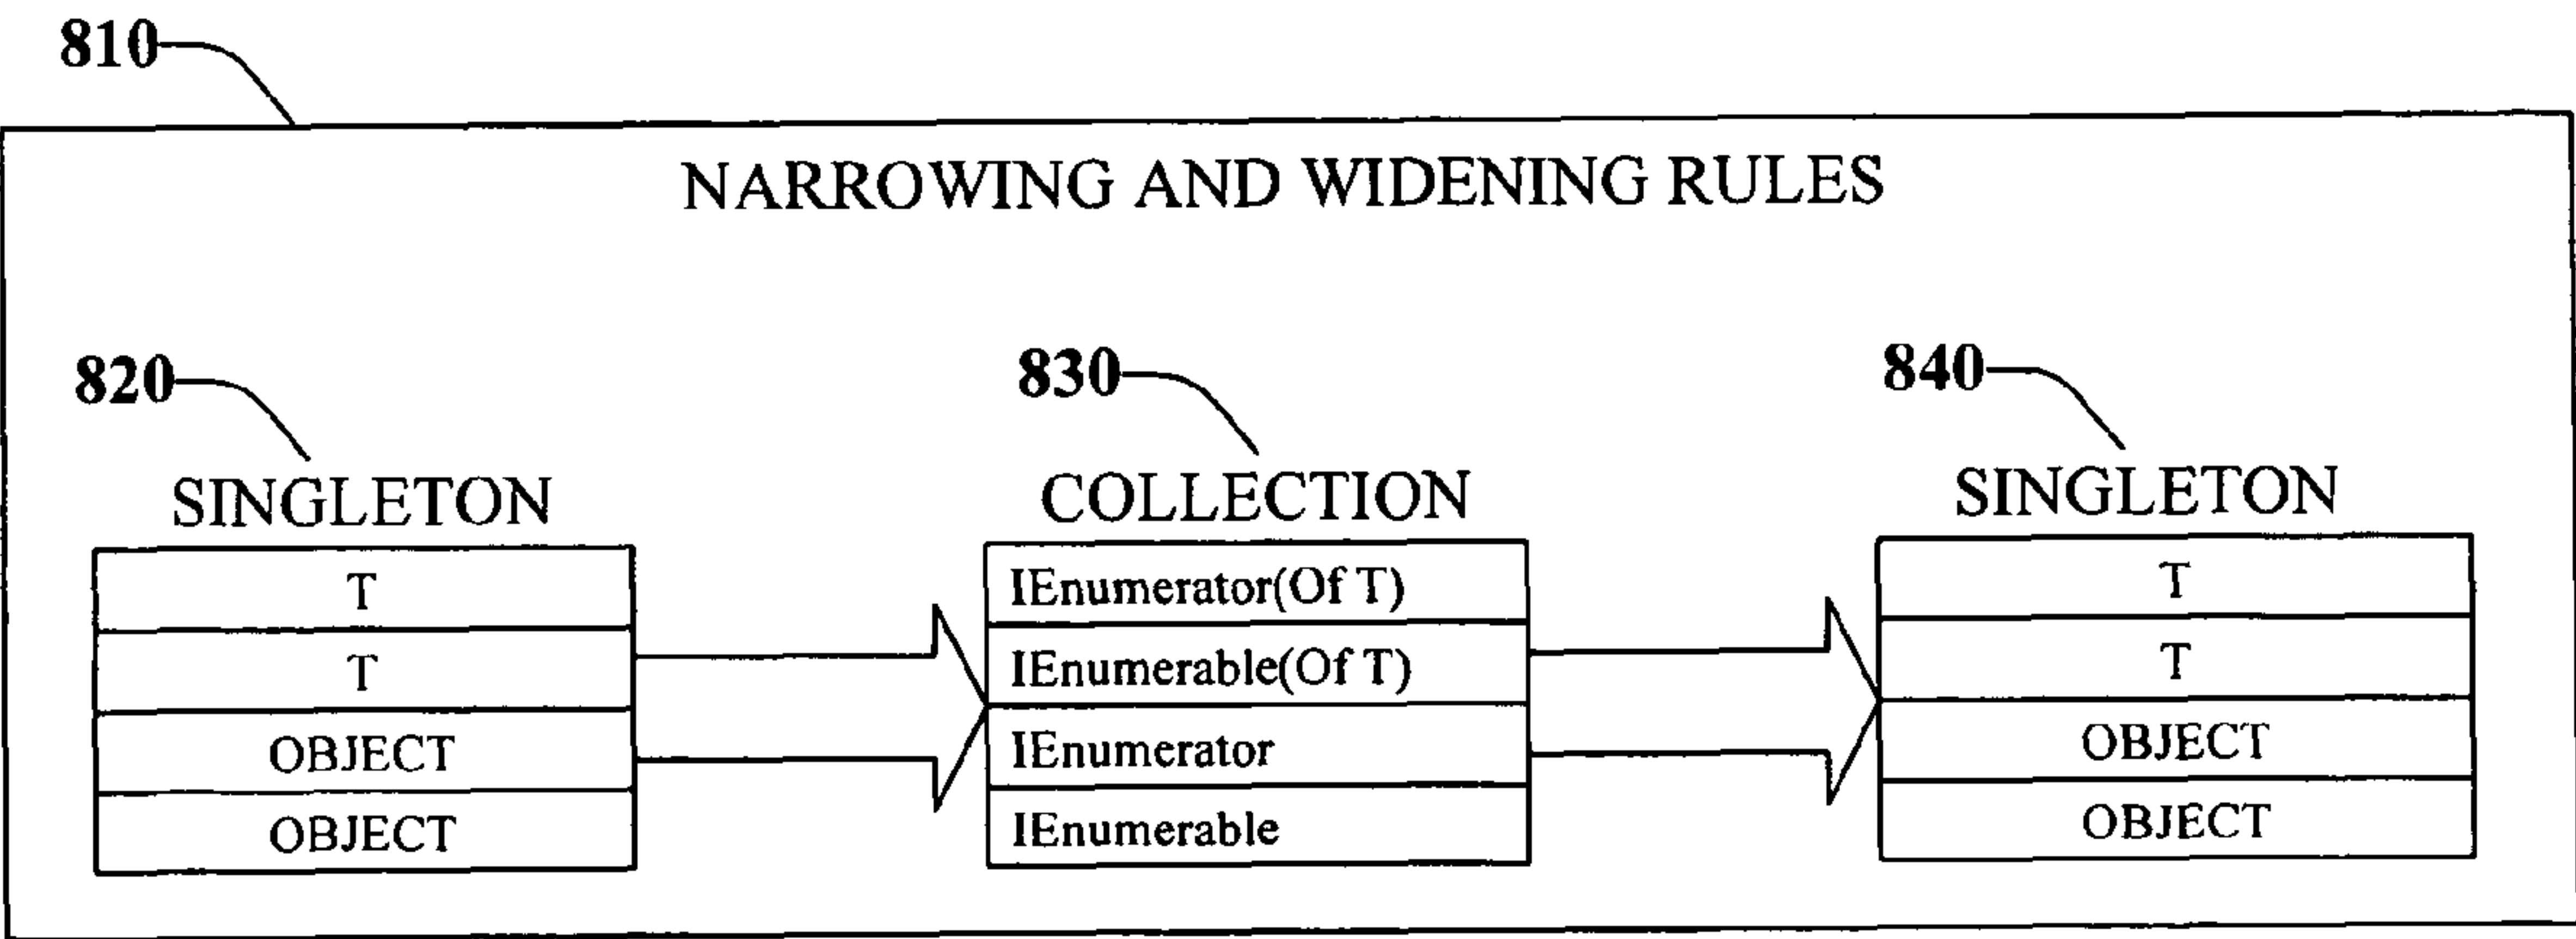 810
NARROWING AND WIDENING RULES
820
830
840
SINGLETON
COLLECTION
SINGLETON
T
IEnumerator(Of T)
T
T
IEnumerable(Of T)
T
OBJECT
IEnumerator
OBJECT
OBJECT
IEnumerable
OBJECT